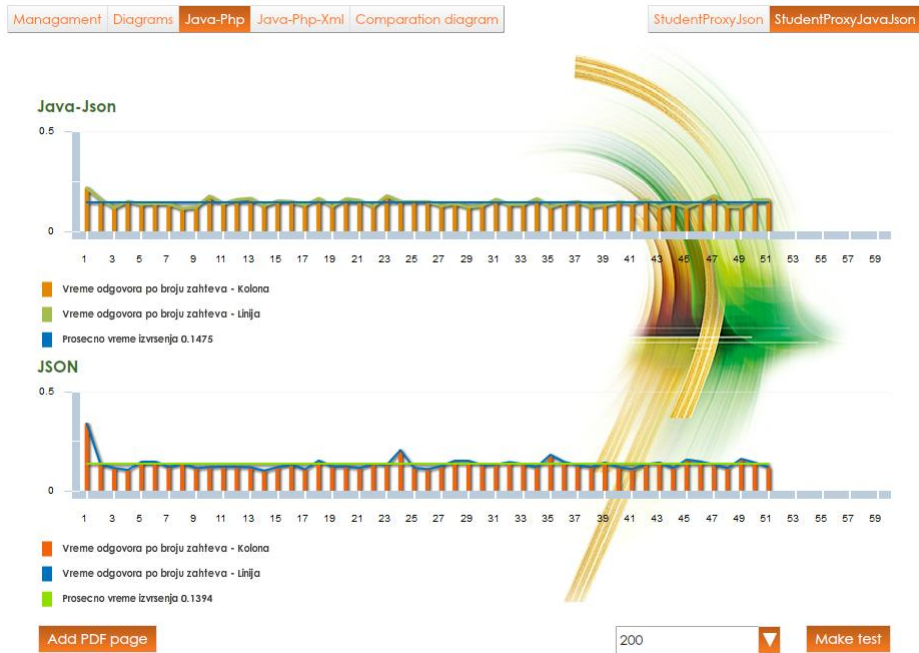 Managament Diagrams Java-Php Java-Php-Xml Comparation diagram StudentProxyJson StudentProxyJavaJson
Java-Json
0.5
0
1 3 5 7 9 11 13 15 17 19 21 23 25 27 29 31 33 35 37 39 41 43 45 47 49 51 53 55 57 59
Vreme odgovora po broju zahteva - Kolona
Vreme odgovora po broju zahteva - Linija
Prosecno vreme izvrsenja 0.1475
JSON
0.5
0
1 3 5 7 9 11 13 15 17 19 21 23 25 27 29 31 33 35 37 39 41 43 45 47 49 51 53 55 57 59
Vreme odgovora po broju zahteva - Kolona
Vreme odgovora po broju zahteva - Linija
Prosecno vreme izvrsenja 0.1394
Add PDF page 200 Make test